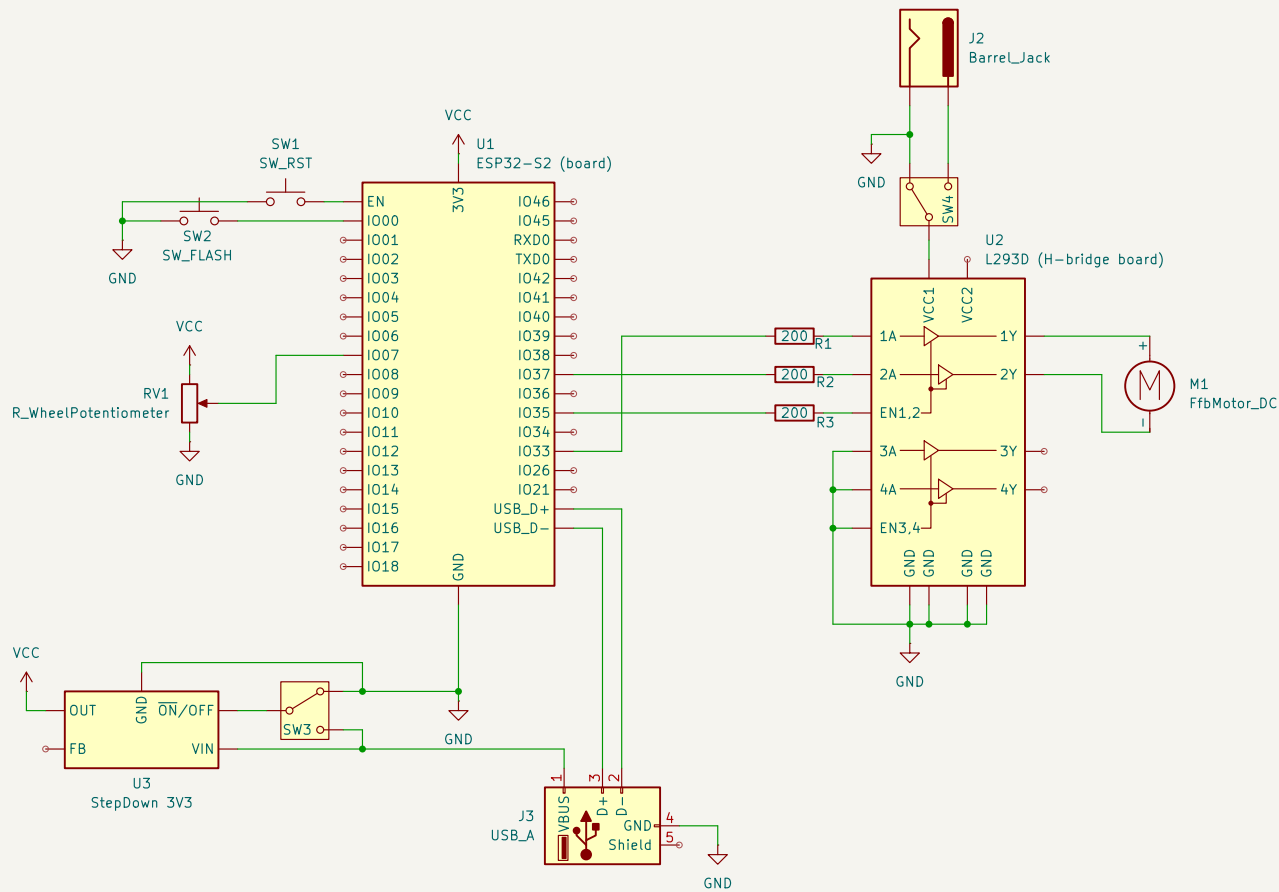 J2
Barrel_Jack
GND
SW4
VCC
U1
ESP32-S2 (board)
SW1
SW_RST
SW2
SW_FLASH
GND
3V3
EN
IO00
IO01
IO02
IO03
IO04
IO05
IO06
IO07
IO08
IO09
IO10
IO11
IO12
IO13
IO14
IO15
IO16
IO17
IO18
IO46
IO45
RXD0
TXD0
IO42
IO41
IO40
IO39
IO38
IO37
IO36
IO35
IO34
IO33
IO26
IO21
USB_D+
USB_D-
GND
VCC
RV1
R_WheelPotentiometer
GND
200
R1
200
R2
200
R3
U2
L293D (H-bridge board)
VCC1
VCC2
1A
1Y
2A
2Y
EN1,2
3A
3Y
4A
4Y
EN3,4
GND
GND
GND
GND
GND
+
M
-
M1
FfbMotor_DC
VCC
OUT
GND
ON/OFF
FB
VIN
U3
StepDown 3V3
SW3
GND
J3
USB_A
1
3
2
VBUS
D+
D-
GND
4
Shield
5
GND